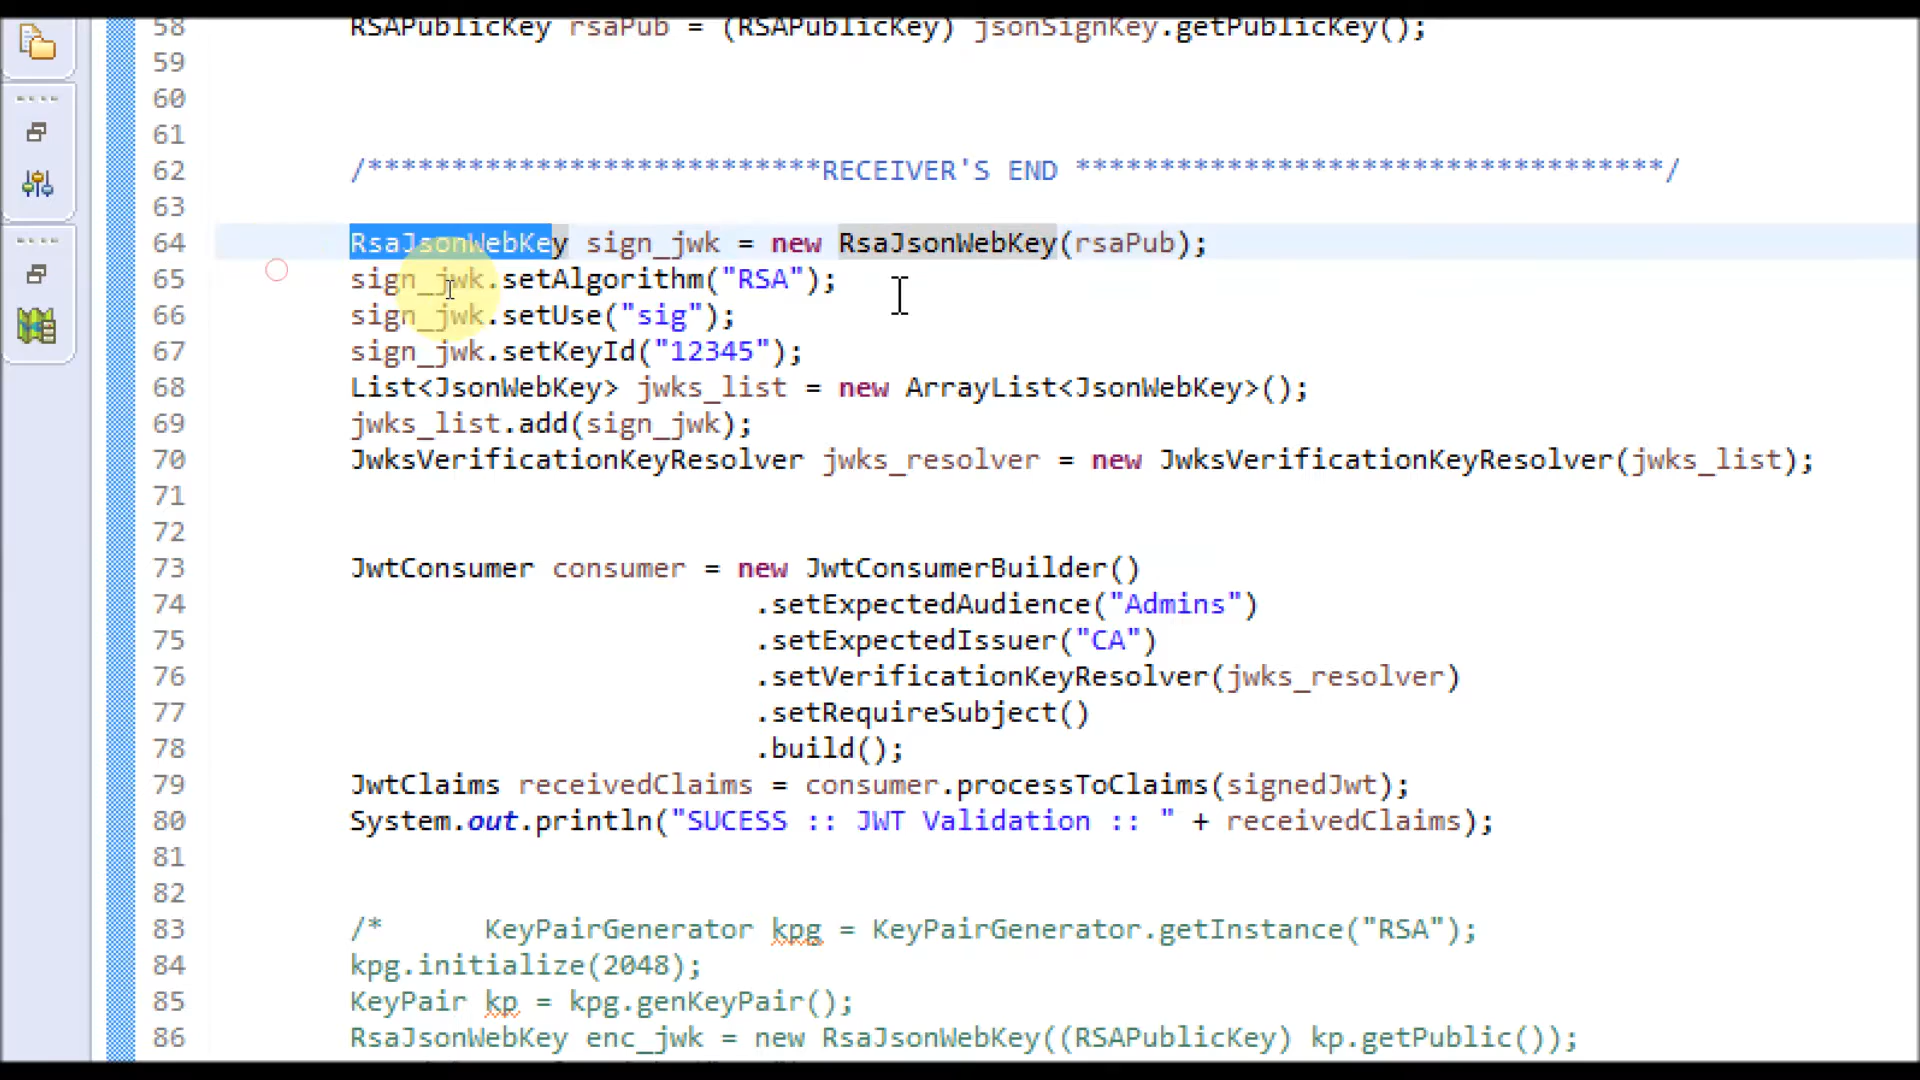 58 RSAPublicKey rsaPub = (RSAPublicKey) jsonSignKey.getPublicKey();
59
60
61
62 /***************************RECEIVER'S END ***********************************/
63
64 RsaJsonWebKey sign_jwk = new RsaJsonWebKey(rsaPub);
65 sign_jwk.setAlgorithm("RSA");
66 sign_jwk.setUse("sig");
67 sign_jwk.setKeyId("12345");
68 List<JsonWebKey> jwks_list = new ArrayList<JsonWebKey>();
69 jwks_list.add(sign_jwk);
70 JwksVerificationKeyResolver jwks_resolver = new JwksVerificationKeyResolver(jwks_list);
71
72
73 JwtConsumer consumer = new JwtConsumerBuilder()
74 .setExpectedAudience("Admins")
75 .setExpectedIssuer("CA")
76 .setVerificationKeyResolver(jwks_resolver)
77 .setRequireSubject()
78 .build();
79 JwtClaims receivedClaims = consumer.processToClaims(signedJwt);
80 System.out.println("SUCESS :: JWT Validation :: " + receivedClaims);
81
82
83 /* KeyPairGenerator kpg = KeyPairGenerator.getInstance("RSA");
84 kpg.initialize(2048);
85 KeyPair kp = kpg.genKeyPair();
86 RsaJsonWebKey enc_jwk = new RsaJsonWebKey((RSAPublicKey) kp.getPublic());